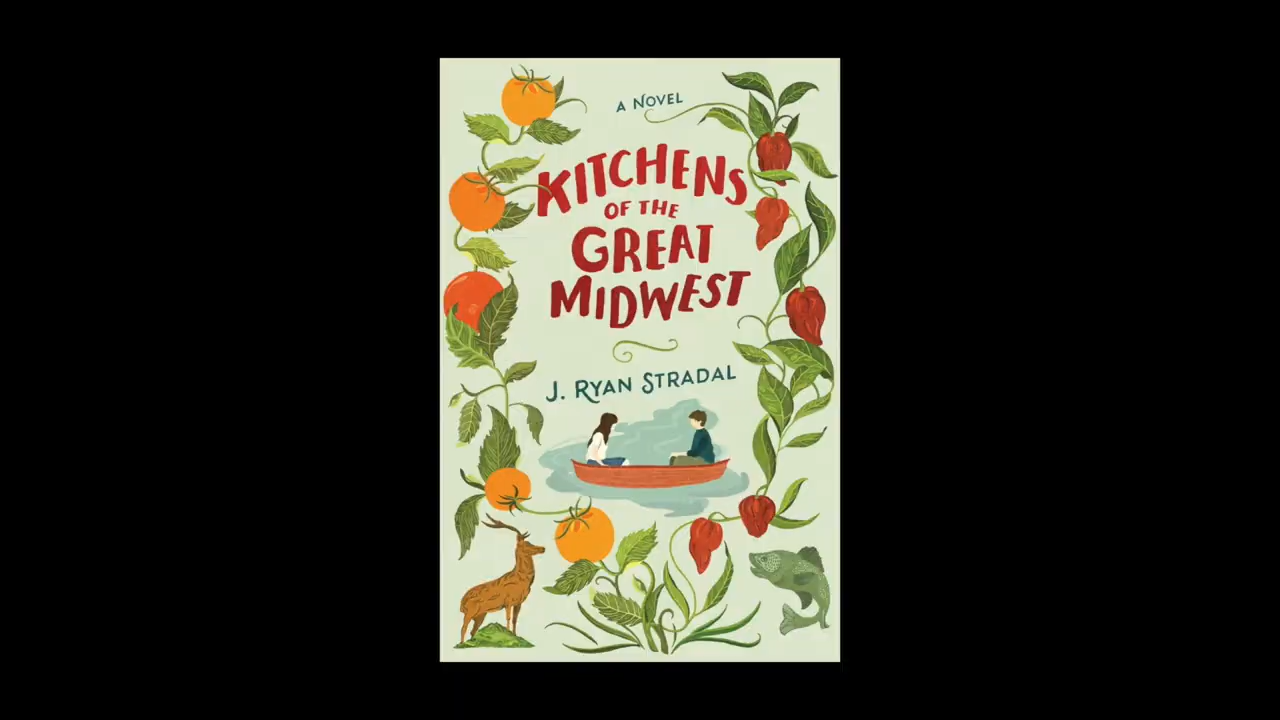 A NOVEL
KITCHENS
OF THE
GREAT
MIDWEST
J. RYAN STRADAL